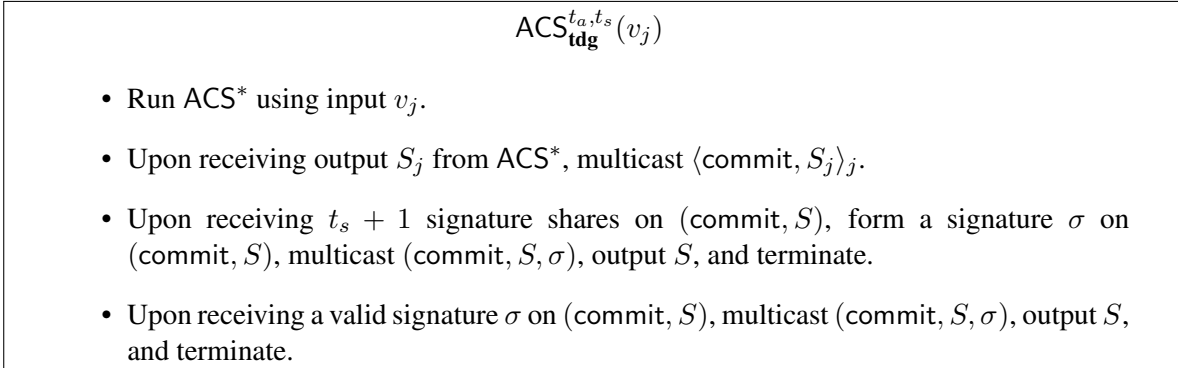 ACS^{t_a,t_s}_{tdg}(v_j)
• Run ACS* using input v_j.
• Upon receiving output S_j from ACS*, multicast ⟨commit, S_j⟩_j.
• Upon receiving t_s + 1 signature shares on (commit, S), form a signature σ on
(commit, S), multicast (commit, S, σ), output S, and terminate.
• Upon receiving a valid signature σ on (commit, S), multicast (commit, S, σ), output S,
and terminate.